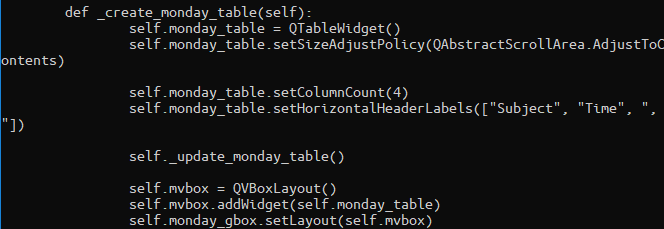 def _create_monday_table(self):
self.monday_table = QTableWidget()
self.monday_table.setSizeAdjustPolicy(QAbstractScrollArea.AdjustToC
ontents)
self.monday_table.setColumnCount(4)
self.monday_table.setHorizontalHeaderLabels(["Subject", "Time", ",
"])
self._update_monday_table()
self.mvbox = QVBoxLayout()
self.mvbox.addWidget(self.monday_table)
self.monday_gbox.setLayout(self.mvbox)